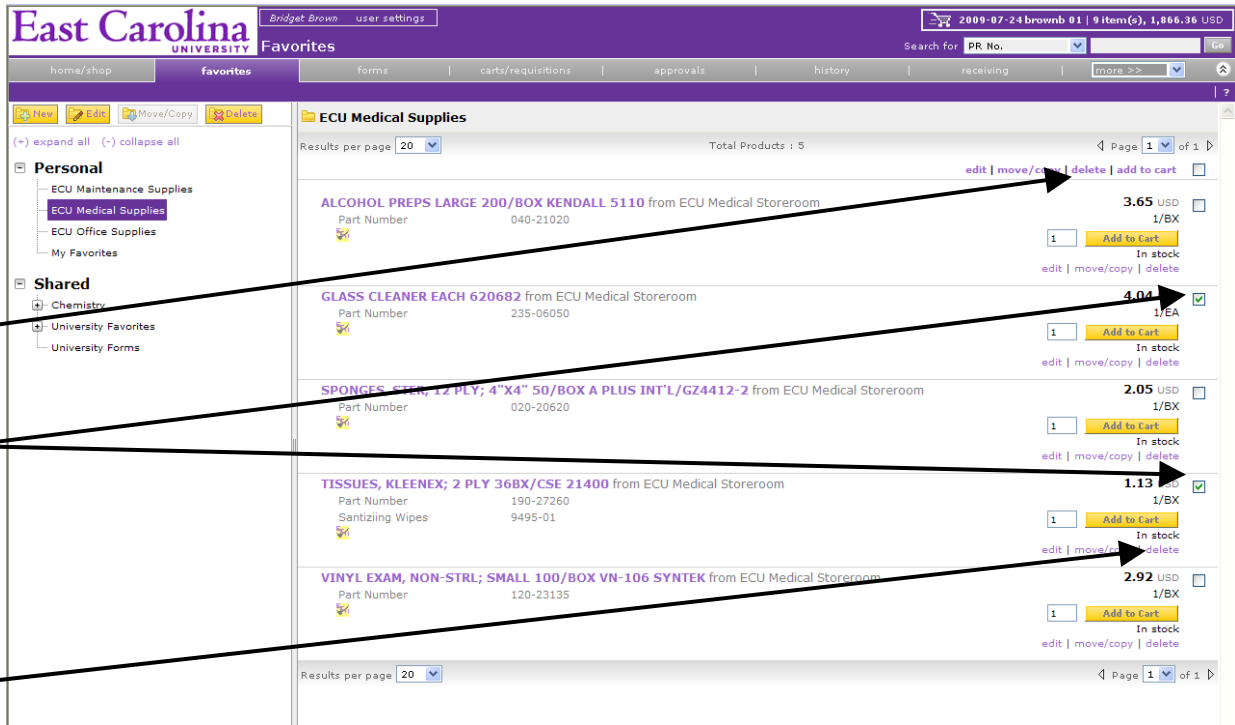 East Carolina
UNIVERSITY
Bridget Brown user settings
2009-07-24 brownb 01 | 9 item(s), 1,866.36 USD
Favorites
Search for PR No. Go
home/shop favorites forms | carts/requisitions | approvals | history | receiving | more >>
| ?
New Edit Move/Copy Delete
(+) expand all (-) collapse all
Personal
ECU Maintenance Supplies
ECU Medical Supplies
ECU Office Supplies
My Favorites
Shared
Chemistry
University Favorites
University Forms
ECU Medical Supplies
Results per page 20 Total Products : 5 Page 1 of 1
edit | move/copy | delete | add to cart
ALCOHOL PREPS LARGE 200/BOX KENDALL 5110 from ECU Medical Storeroom 3.65 USD
Part Number 040-21020 1/BX
1 Add to Cart
In stock
edit | move/copy | delete
GLASS CLEANER EACH 620682 from ECU Medical Storeroom 4.04
Part Number 235-06050 1/EA
1 Add to Cart
In stock
edit | move/copy | delete
SPONGES, STER, 12 PLY; 4"X4" 50/BOX A PLUS INT'L/GZ4412-2 from ECU Medical Storeroom 2.05 USD
Part Number 020-20620 1/BX
1 Add to Cart
In stock
edit | move/copy | delete
TISSUES, KLEENEX; 2 PLY 36BX/CSE 21400 from ECU Medical Storeroom 1.13 USD
Part Number 190-27260 1/BX
Santiziing Wipes 9495-01
1 Add to Cart
In stock
edit | move/copy | delete
VINYL EXAM, NON-STRL; SMALL 100/BOX VN-106 SYNTEK from ECU Medical Storeroom 2.92 USD
Part Number 120-23135 1/BX
1 Add to Cart
In stock
edit | move/copy | delete
Results per page 20 Page 1 of 1